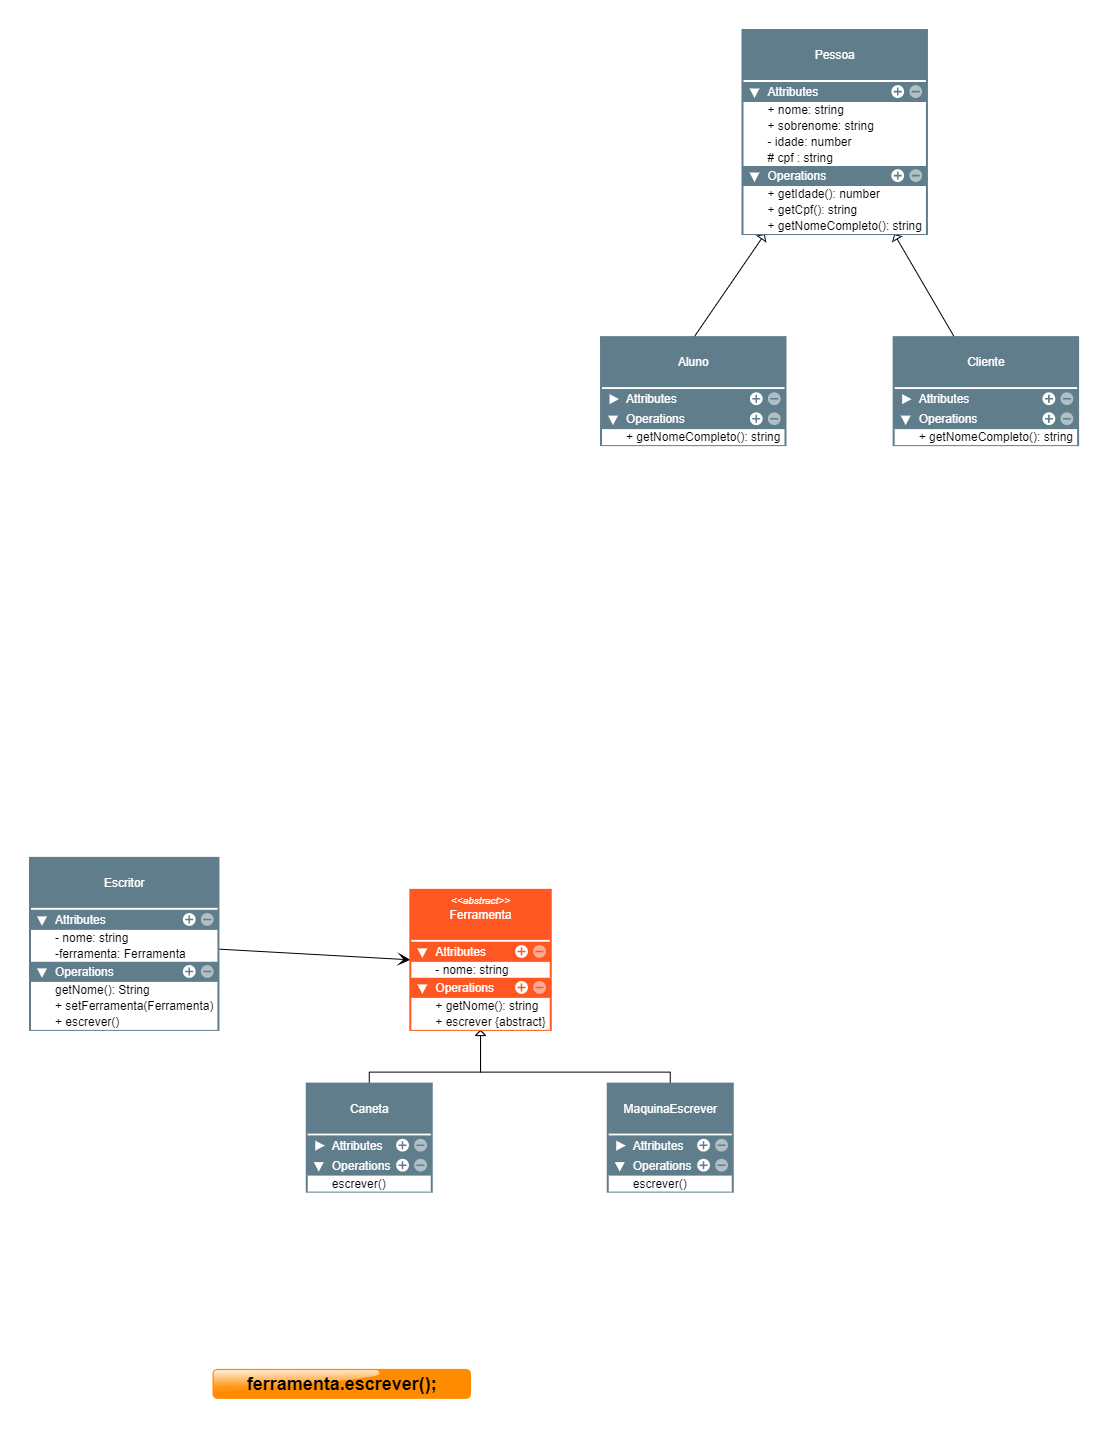 Pessoa
Attributes
+ nome: string
+ sobrenome: string
- idade: number
# cpf : string
Operations
+ getIdade(): number
+ getCpf(): string
+ getNomeCompleto(): string
Aluno
Attributes
Operations
+ getNomeCompleto(): string
Cliente
Attributes
Operations
+ getNomeCompleto(): string
Escritor
Attributes
- nome: string
-ferramenta: Ferramenta
Operations
getNome(): String
+ setFerramenta(Ferramenta)
+ escrever()
<<abstract>>
Ferramenta
Attributes
- nome: string
Operations
+ getNome(): string
+ escrever {abstract}
Caneta
Attributes
Operations
escrever()
MaquinaEscrever
Attributes
Operations
escrever()
ferramenta.escrever();